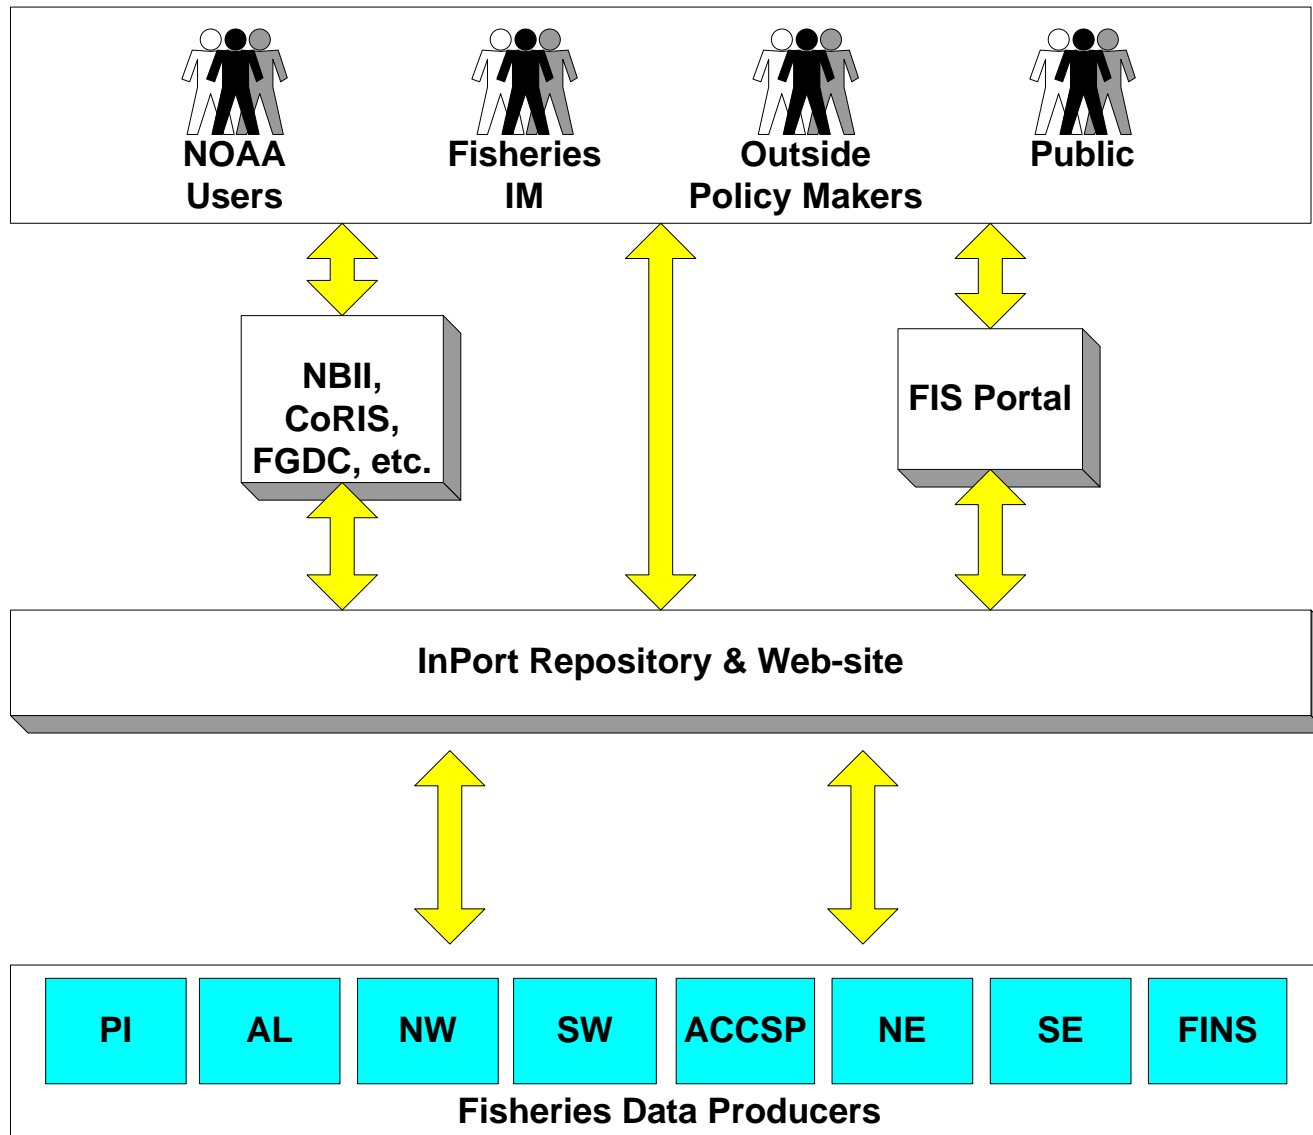 NOAA
Users
Fisheries
IM
Outside
Policy Makers
Public
NBII,
CoRIS,
FGDC, etc.
FIS Portal
InPort Repository & Web-site
PI
AL
NW
SW
ACCSP
NE
SE
FINS
Fisheries Data Producers